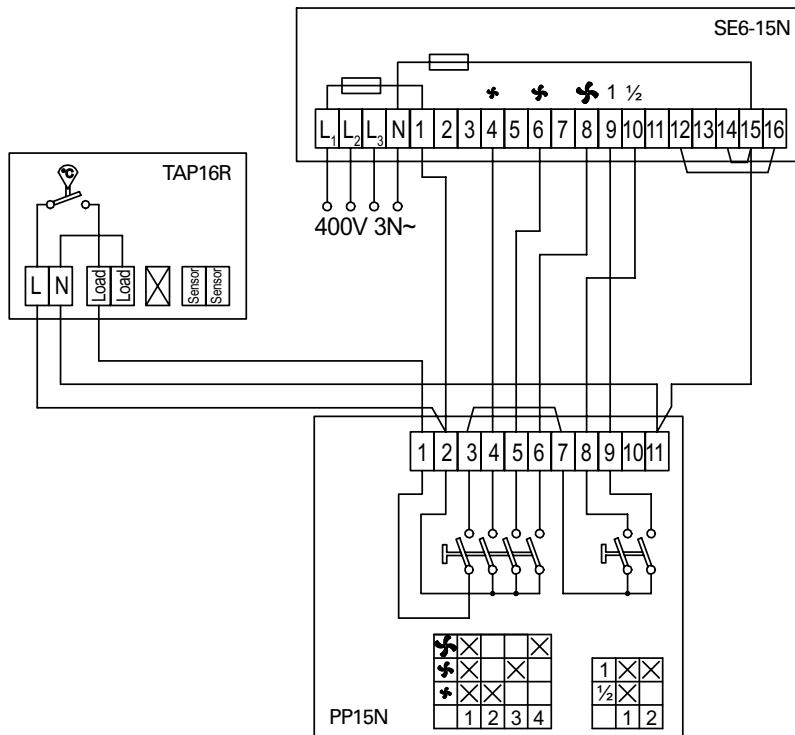 SE6-15N
1 ½
L1 L2 L3 N 1 2 3 4 5 6 7 8 9 10 11 12 13 14 15 16
400V 3N~
TAP16R
°C
L N Load Load Sensor Sensor
1 2 3 4 5 6 7 8 9 10 11
1
½
1 2 3 4
1 2
PP15N